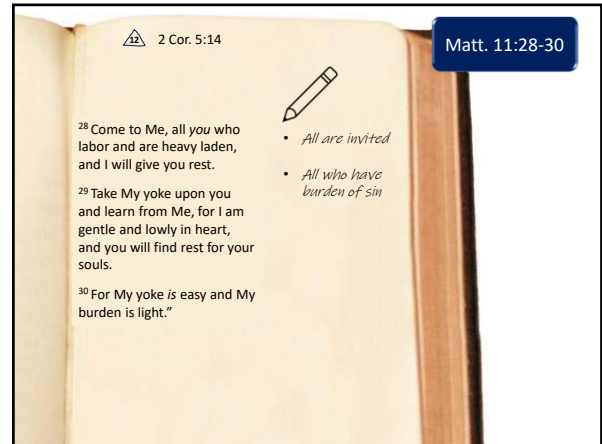 12 2 Cor. 5:14
Matt. 11:28-30
28 Come to Me, all you who
labor and are heavy laden,
and I will give you rest.
29 Take My yoke upon you
and learn from Me, for I am
gentle and lowly in heart,
and you will find rest for your
souls.
30 For My yoke is easy and My
burden is light.”
• All are invited
• All who have
burden of sin